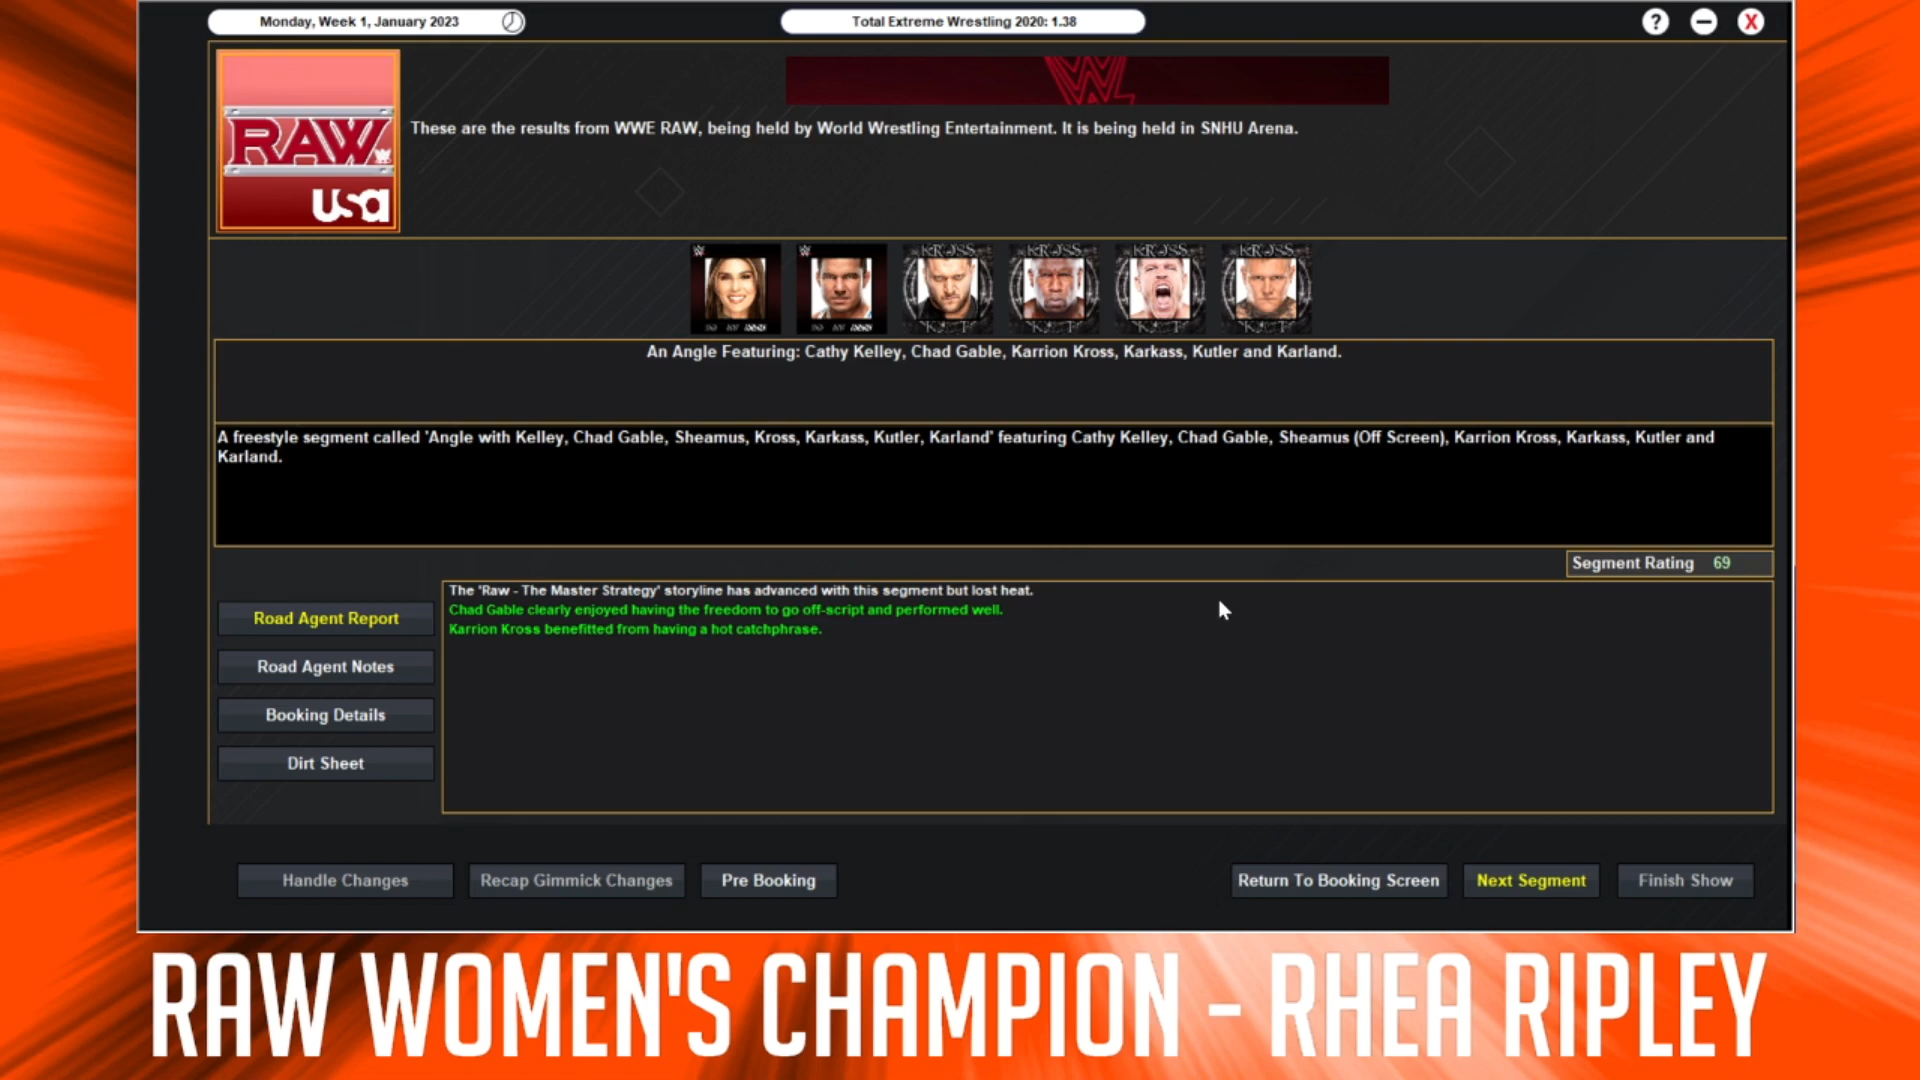 Monday, Week 1, January 2023
Total Extreme Wrestling 2020: 1.38
?
X
RAW
usa
These are the results from WWE RAW, being held by World Wrestling Entertainment. It is being held in SNHU Arena.
KROSS KROSS KROSS KROSS
An Angle Featuring: Cathy Kelley, Chad Gable, Karrion Kross, Karkass, Kutler and Karland.
A freestyle segment called 'Angle with Kelley, Chad Gable, Sheamus, Kross, Karkass, Kutler, Karland' featuring Cathy Kelley, Chad Gable, Sheamus (Off Screen), Karrion Kross, Karkass, Kutler and
Karland.
Segment Rating 69
The 'Raw - The Master Strategy' storyline has advanced with this segment but lost heat.
Chad Gable clearly enjoyed having the freedom to go off-script and performed well.
Karrion Kross benefitted from having a hot catchphrase.
Road Agent Report
Road Agent Notes
Booking Details
Dirt Sheet
Handle Changes
Recap Gimmick Changes
Pre Booking
Return To Booking Screen
Next Segment
Finish Show
RAW WOMEN'S CHAMPION - RHEA RIPLEY